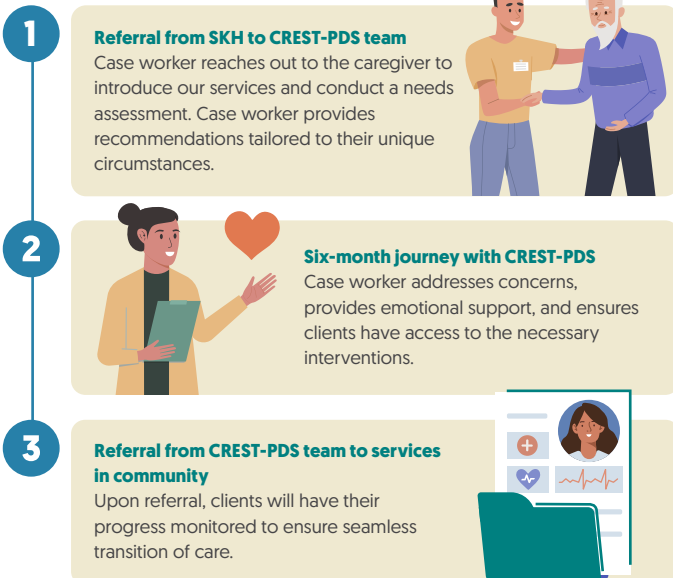 1
Referral from SKH to CREST-PDS team
Case worker reaches out to the caregiver to
introduce our services and conduct a needs
assessment. Case worker provides
recommendations tailored to their unique
circumstances.
2
Six-month journey with CREST-PDS
Case worker addresses concerns,
provides emotional support, and ensures
clients have access to the necessary
interventions.
3
Referral from CREST-PDS team to services
in community
Upon referral, clients will have their
progress monitored to ensure seamless
transition of care.